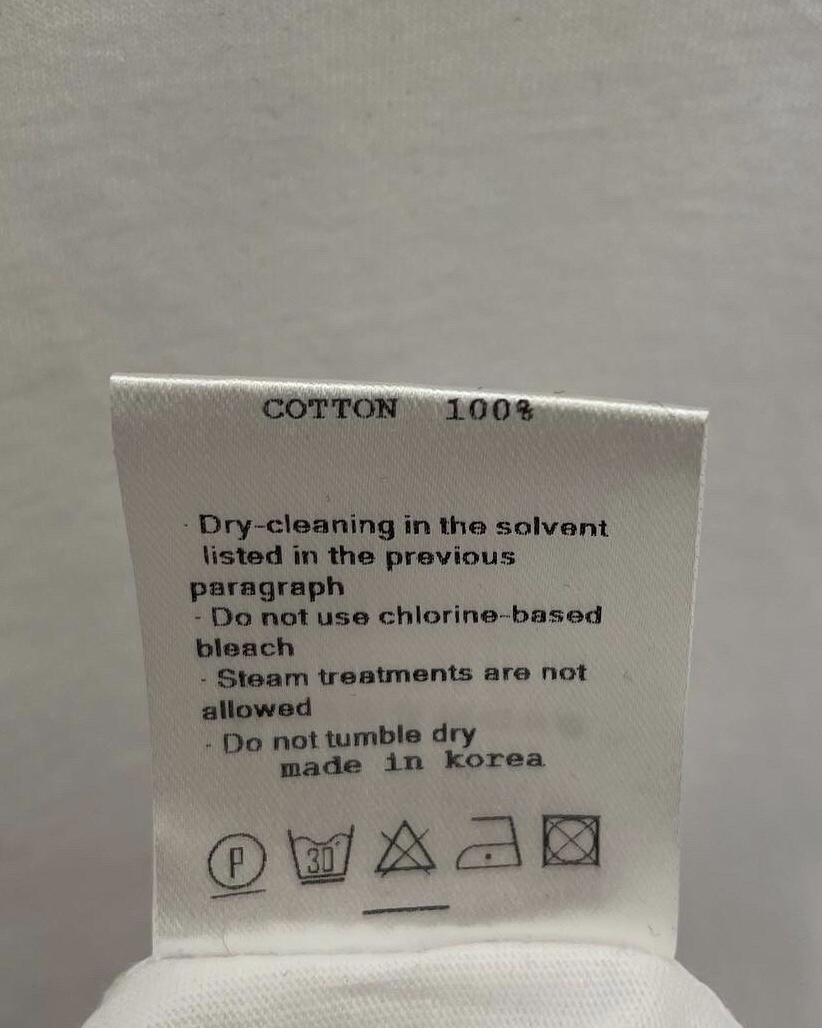 COTTON 100%
· Dry-cleaning in the solvent
listed in the previous
paragraph
- Do not use chlorine-based
bleach
· Steam treatments are not
allowed
· Do not tumble dry
made in korea
P 30°